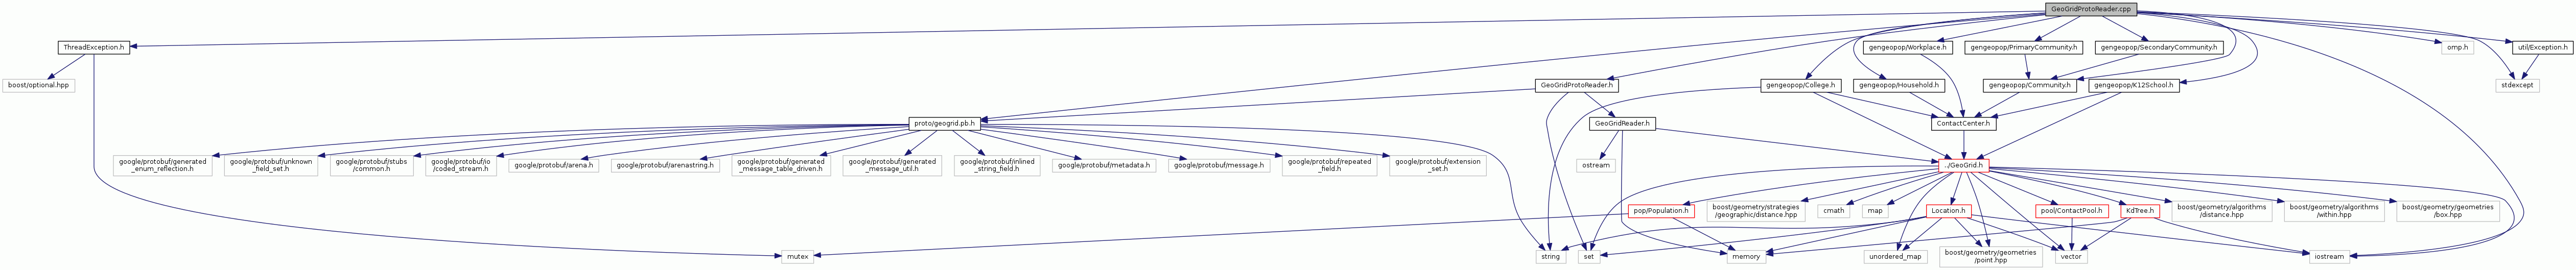 GeoGridProtoReader.cpp
ThreadException.h
gengeopop/Workplace.h
gengeopop/PrimaryCommunity.h
gengeopop/SecondaryCommunity.h
omp.h
util/Exception.h
boost/optional.hpp
GeoGridProtoReader.h
gengeopop/College.h
gengeopop/Household.h
gengeopop/Community.h
gengeopop/K12School.h
stdexcept
proto/geogrid.pb.h
GeoGridReader.h
ContactCenter.h
google/protobuf/generated
_enum_reflection.h
google/protobuf/unknown
_field_set.h
google/protobuf/stubs
/common.h
google/protobuf/io
/coded_stream.h
google/protobuf/arena.h
google/protobuf/arenastring.h
google/protobuf/generated
_message_table_driven.h
google/protobuf/generated
_message_util.h
google/protobuf/inlined
_string_field.h
google/protobuf/metadata.h
google/protobuf/message.h
google/protobuf/repeated
_field.h
google/protobuf/extension
_set.h
ostream
../GeoGrid.h
pop/Population.h
boost/geometry/strategies
/geographic/distance.hpp
cmath
map
Location.h
pool/ContactPool.h
KdTree.h
boost/geometry/algorithms
/distance.hpp
boost/geometry/algorithms
/within.hpp
boost/geometry/geometries
/box.hpp
mutex
string
set
memory
unordered_map
boost/geometry/geometries
/point.hpp
vector
iostream